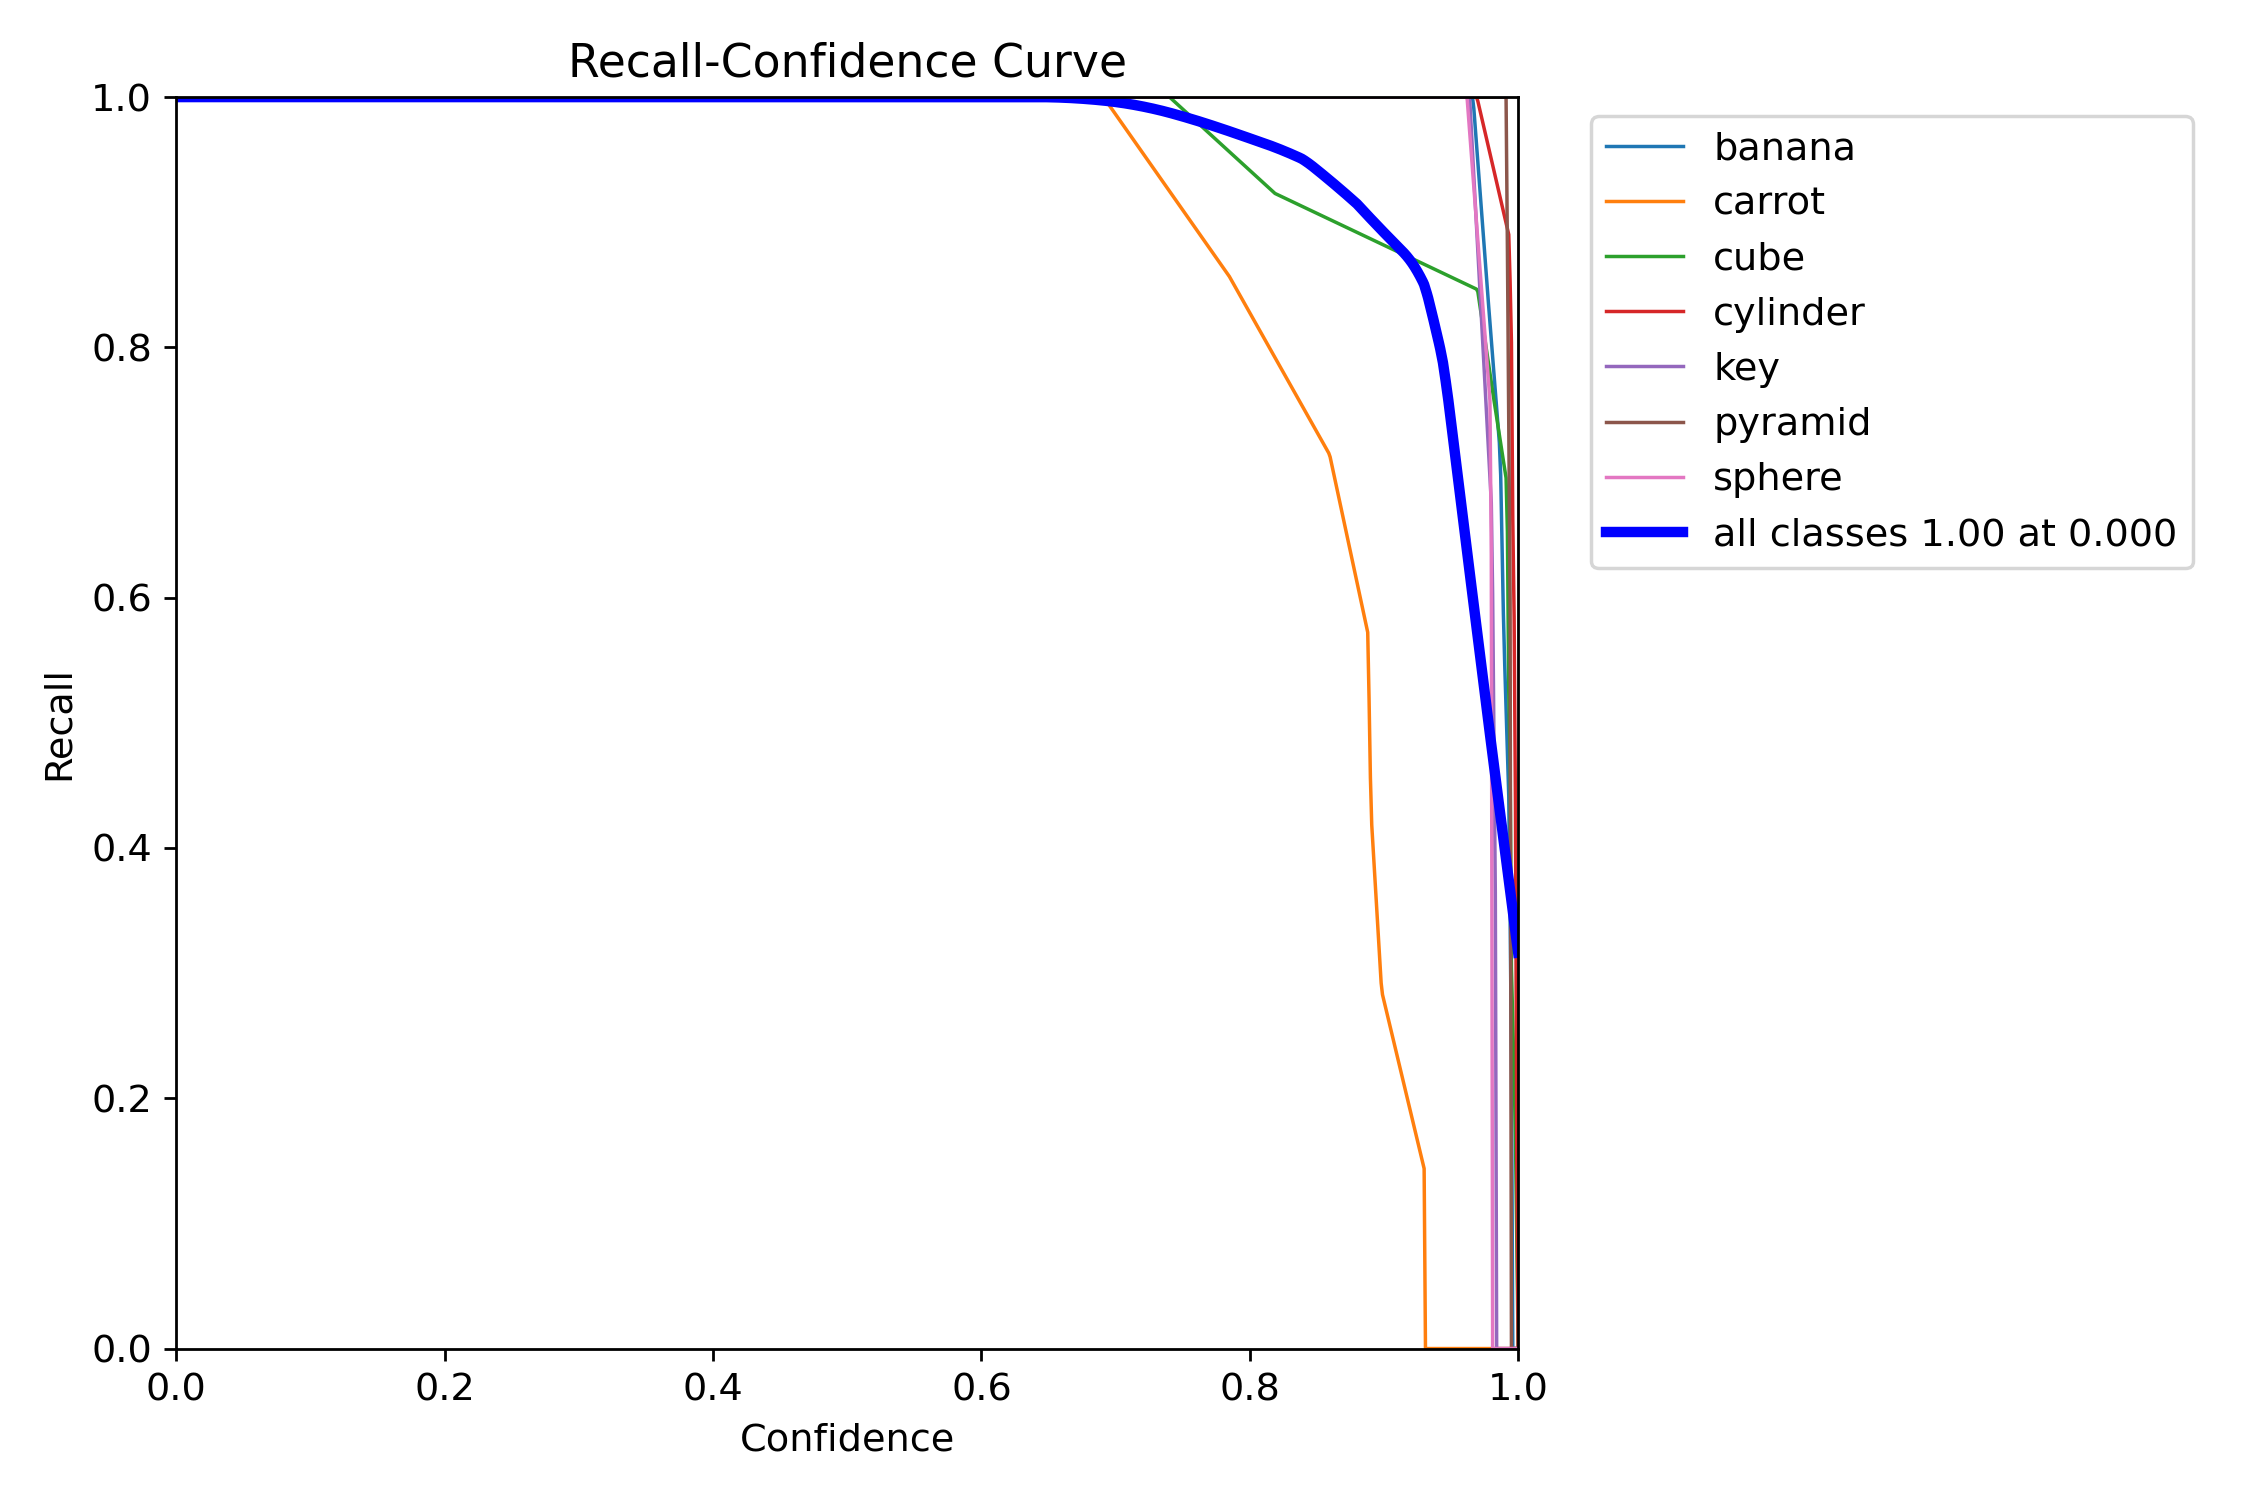 Recall-Confidence Curve
1.0
0.8
0.6
0.4
0.2
0.0
Recall
0.0 0.2 0.4 0.6 0.8 1.0
Confidence
banana
carrot
cube
cylinder
key
pyramid
sphere
all classes 1.00 at 0.000